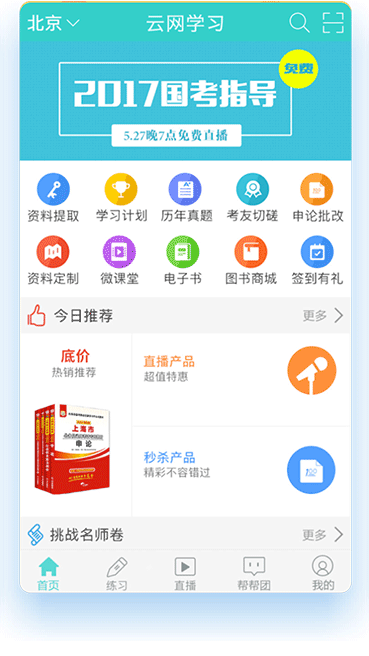 北京
云网学习
免费
2017国考指导
5.27晚7点免费直播
资料提取
学习计划
历年真题
考友切磋
申论批改
资料定制
微课堂
电子书
图书商城
签到有礼
今日推荐
更多
底价
热销推荐
直播产品
超值特惠
上海市
申论
秒杀产品
精彩不容错过
挑战名师卷
更多
首页
练习
直播
帮帮团
我的